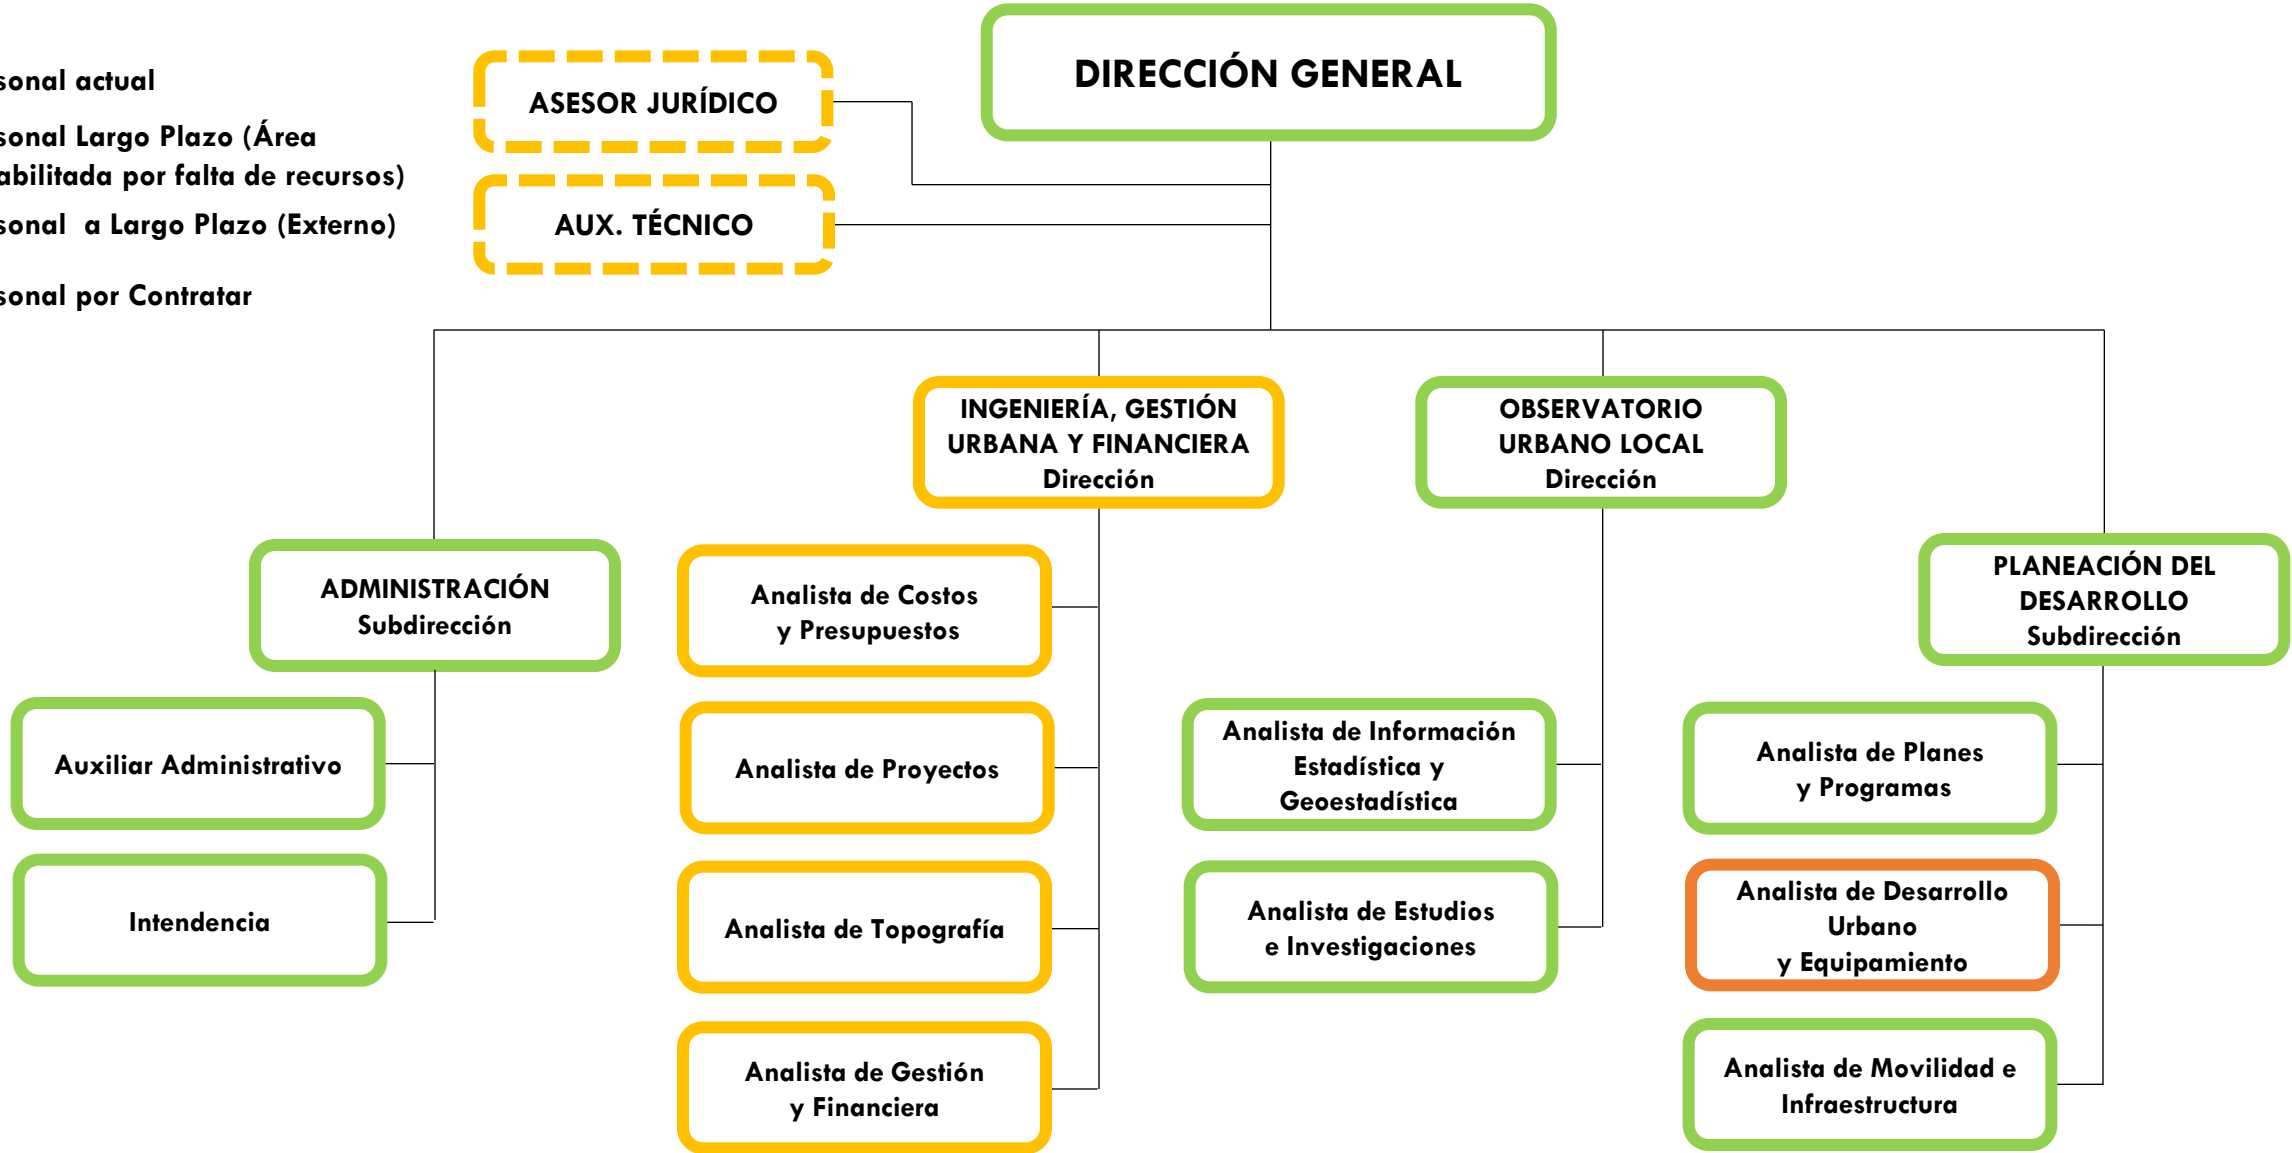 DIRECCIÓN GENERAL
sonal actual
sonal Largo Plazo (Área
abilitada por falta de recursos)
sonal a Largo Plazo (Externo)
sonal por Contratar
ASESOR JURÍDICO
AUX. TÉCNICO
INGENIERÍA, GESTIÓN
URBANA Y FINANCIERA
Dirección
OBSERVATORIO
URBANO LOCAL
Dirección
ADMINISTRACIÓN
Subdirección
PLANEACIÓN DEL
DESARROLLO
Subdirección
Auxiliar Administrativo
Intendencia
Analista de Costos
y Presupuestos
Analista de Proyectos
Analista de Topografía
Analista de Gestión
y Financiera
Analista de Información
Estadística y
Geoestadística
Analista de Estudios
e Investigaciones
Analista de Planes
y Programas
Analista de Desarrollo
Urbano
y Equipamiento
Analista de Movilidad e
Infraestructura